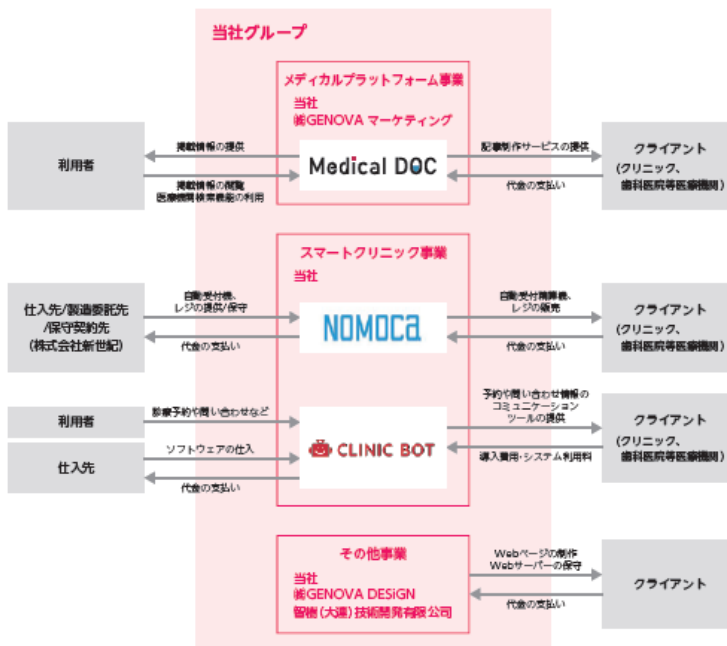 当社グループ
メディカルプラットフォーム事業
当社
㈱GENOVA マーケティング
利用者
掲載情報の提供
掲載情報の閲覧
医療機関検索機能の利用
Medical DOC
記事制作サービスの提供
代金の支払い
クライアント
(クリニック、
歯科医院等医療機関)
スマートクリニック事業
当社
仕入先/製造委託先
/保守契約先
(株式会社新世紀)
自動受付機、
レジの提供/保守
代金の支払い
NOMOCa
自動受付精算機、
レジの販売
代金の支払い
クライアント
(クリニック、
歯科医院等医療機関)
利用者
診療予約や問い合わせなど
仕入先
ソフトウェアの仕入
代金の支払い
CLINIC BOT
予約や問い合わせ情報の
コミュニケーション
ツールの提供
導入費用・システム利用料
クライアント
(クリニック、
歯科医院等医療機関)
その他事業
当社
㈱GENOVA DESiGN
智樹(大連)技術開発有限公司
Webページの制作
Webサーバーの保守
代金の支払い
クライアント